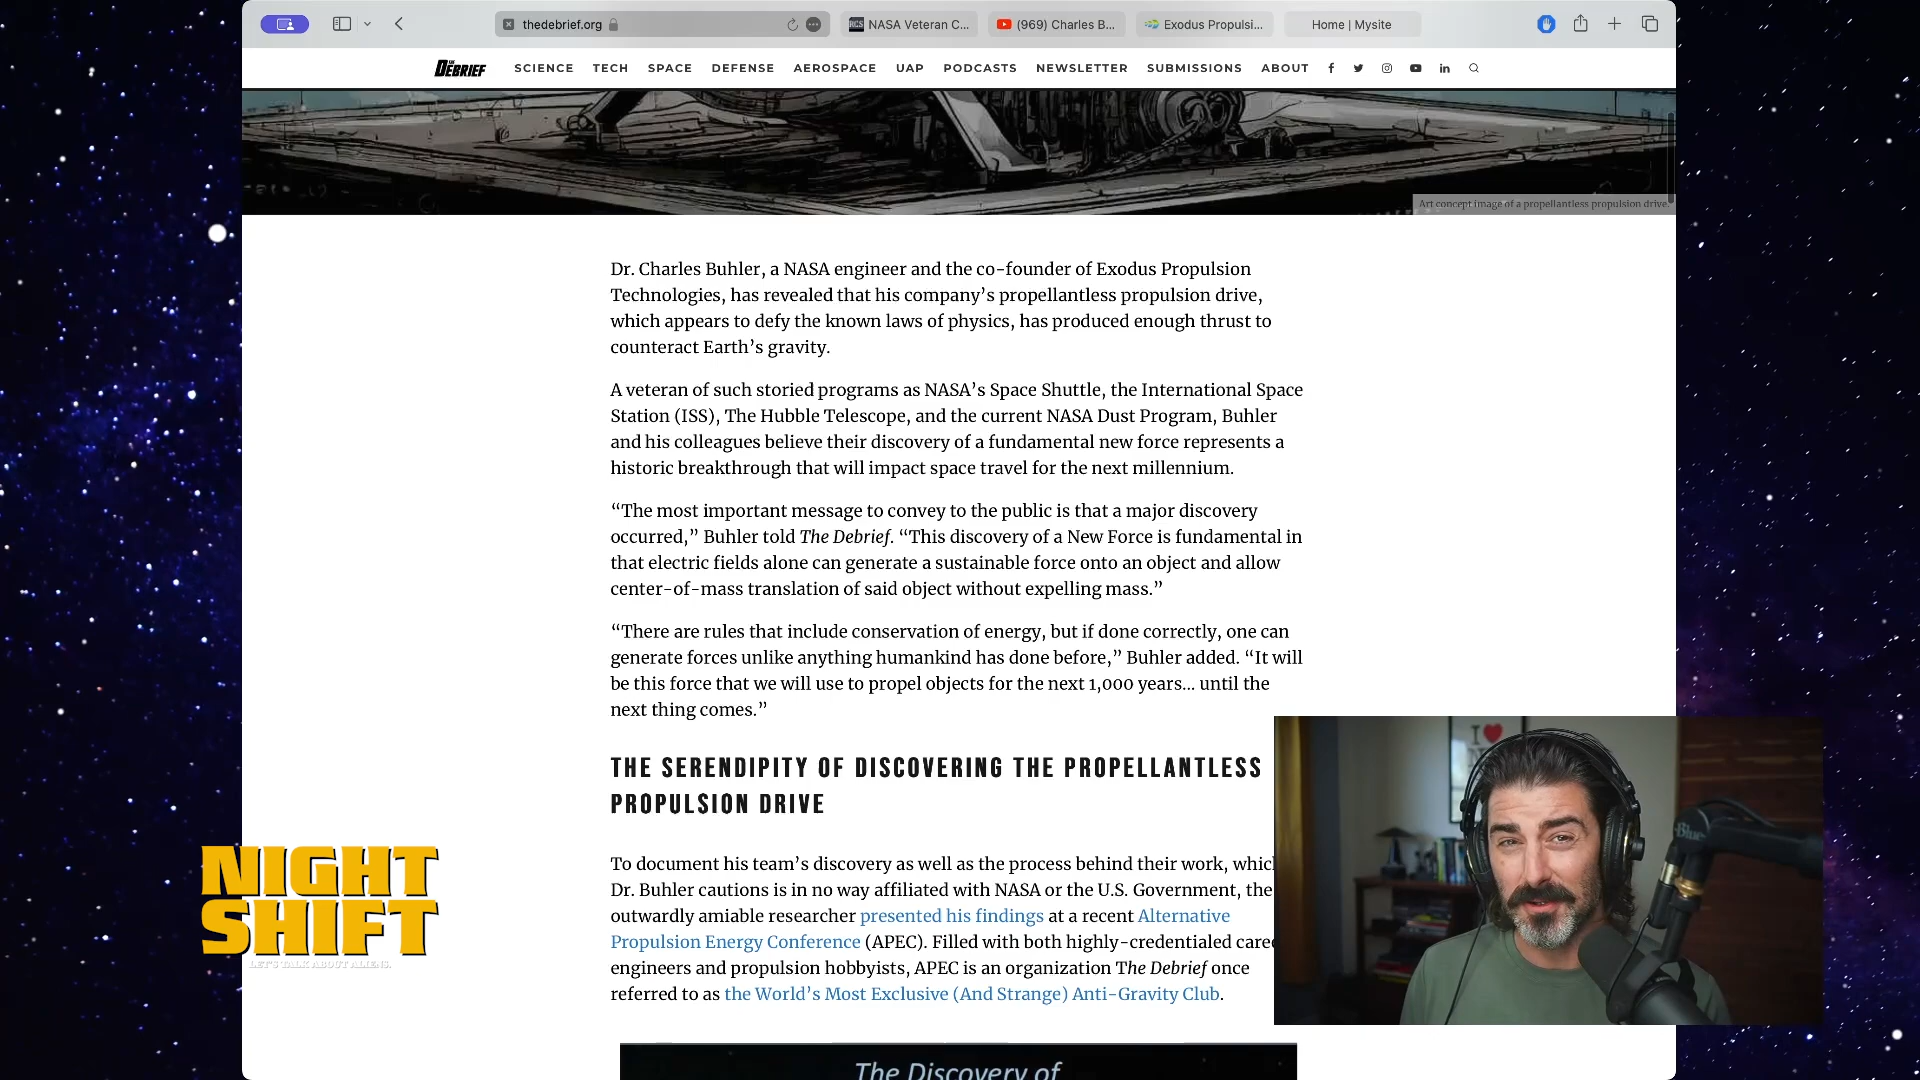 thedebrief.org
RCS NASA Veteran C...
(969) Charles B...
Exodus Propulsi...
Home | Mysite
THE DEBRIEF
SCIENCE TECH SPACE DEFENSE AEROSPACE UAP PODCASTS NEWSLETTER SUBMISSIONS ABOUT
Art concept image of a propellantless propulsion drive.
Dr. Charles Buhler, a NASA engineer and the co-founder of Exodus Propulsion
Technologies, has revealed that his company’s propellantless propulsion drive,
which appears to defy the known laws of physics, has produced enough thrust to
counteract Earth’s gravity.
A veteran of such storied programs as NASA’s Space Shuttle, the International Space
Station (ISS), The Hubble Telescope, and the current NASA Dust Program, Buhler
and his colleagues believe their discovery of a fundamental new force represents a
historic breakthrough that will impact space travel for the next millennium.
“The most important message to convey to the public is that a major discovery
occurred,” Buhler told The Debrief. “This discovery of a New Force is fundamental in
that electric fields alone can generate a sustainable force onto an object and allow
center-of-mass translation of said object without expelling mass.”
“There are rules that include conservation of energy, but if done correctly, one can
generate forces unlike anything humankind has done before,” Buhler added. “It will
be this force that we will use to propel objects for the next 1,000 years… until the
next thing comes.”
THE SERENDIPITY OF DISCOVERING THE PROPELLANTLESS
PROPULSION DRIVE
To document his team’s discovery as well as the process behind their work, which
Dr. Buhler cautions is in no way affiliated with NASA or the U.S. Government, the
outwardly amiable researcher presented his findings at a recent Alternative
Propulsion Energy Conference (APEC). Filled with both highly-credentialed
engineers and propulsion hobbyists, APEC is an organization The Debrief once
referred to as the World’s Most Exclusive (And Strange) Anti-Gravity Club.
The Discovery of
NIGHT
SHIFT
LET'S TALK ABOUT ALIENS.
I
Blue